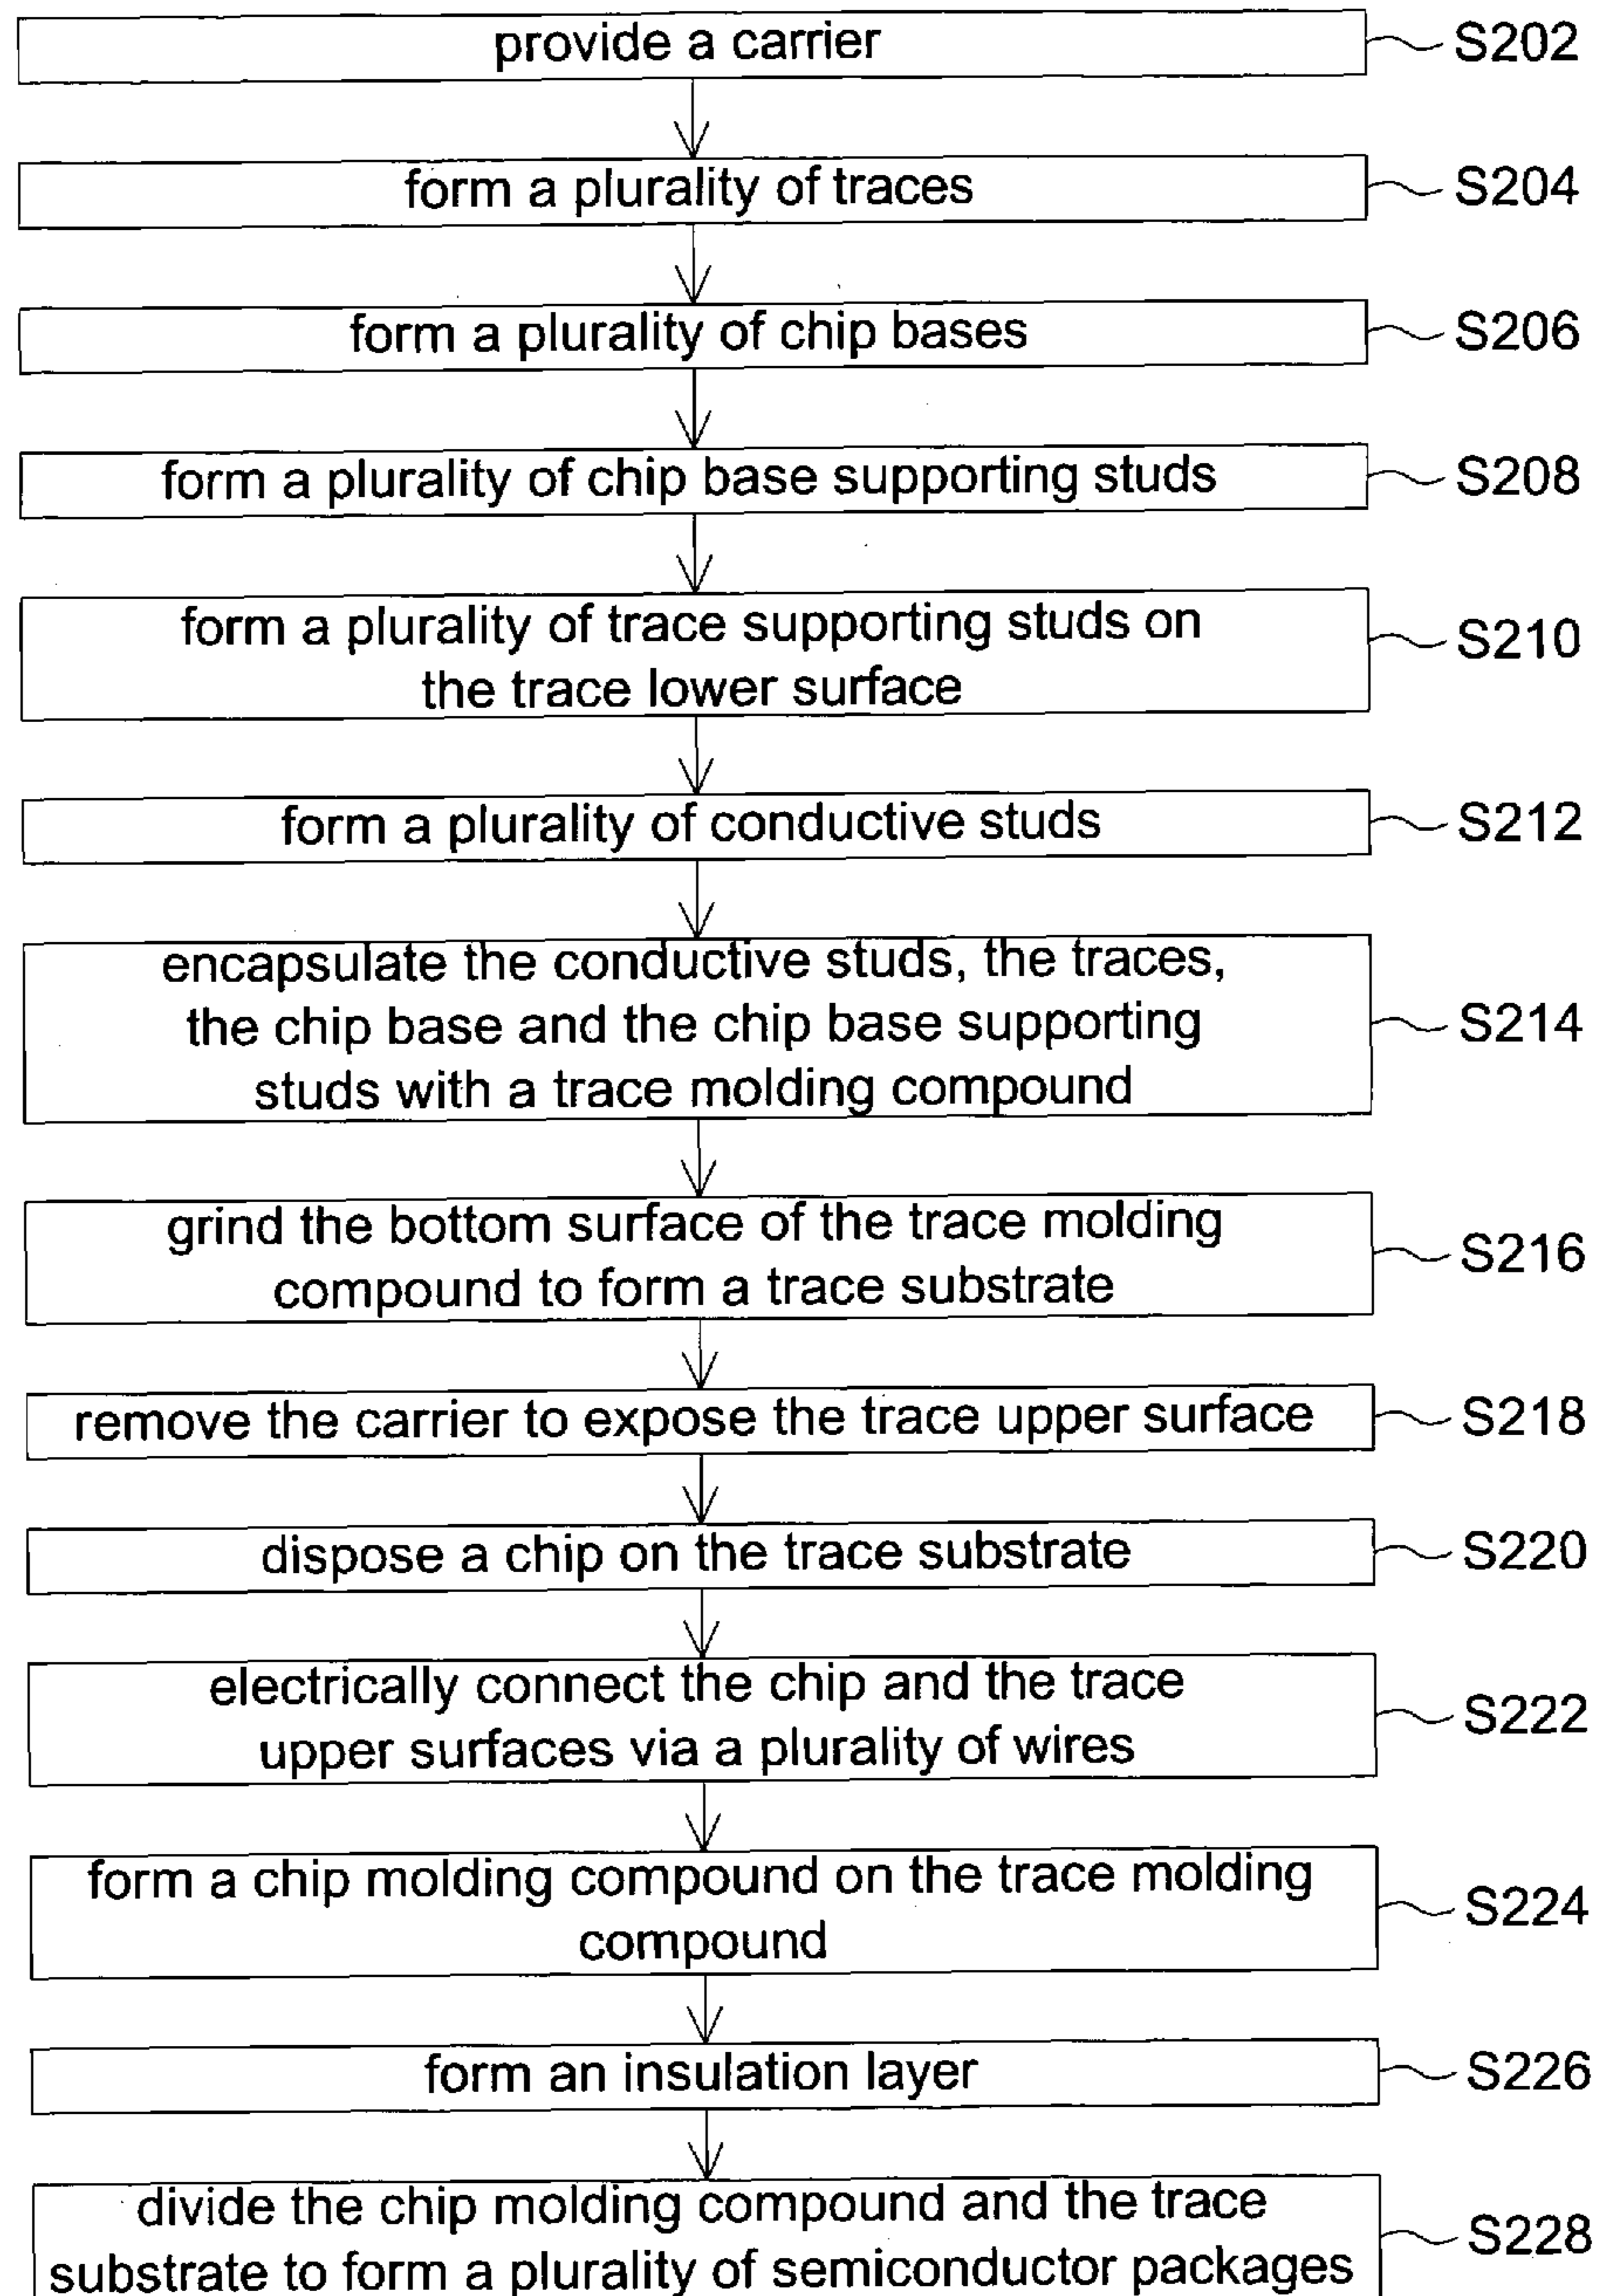 provide a carrier S202
form a plurality of traces S204
form a plurality of chip bases S206
form a plurality of chip base supporting studs S208
form a plurality of trace supporting studs on
the trace lower surface
S210
form a plurality of conductive studs S212
encapsulate the conductive studs, the traces,
the chip base and the chip base supporting
studs with a trace molding compound
S214
grind the bottom surface of the trace molding
compound to form a trace substrate
S216
remove the carrier to expose the trace upper surface S218
dispose a chip on the trace substrate S220
electrically connect the chip and the trace
upper surfaces via a plurality of wires
S222
form a chip molding compound on the trace molding
compound
S224
form an insulation layer S226
divide the chip molding compound and the trace
substrate to form a plurality of semiconductor packages
S228